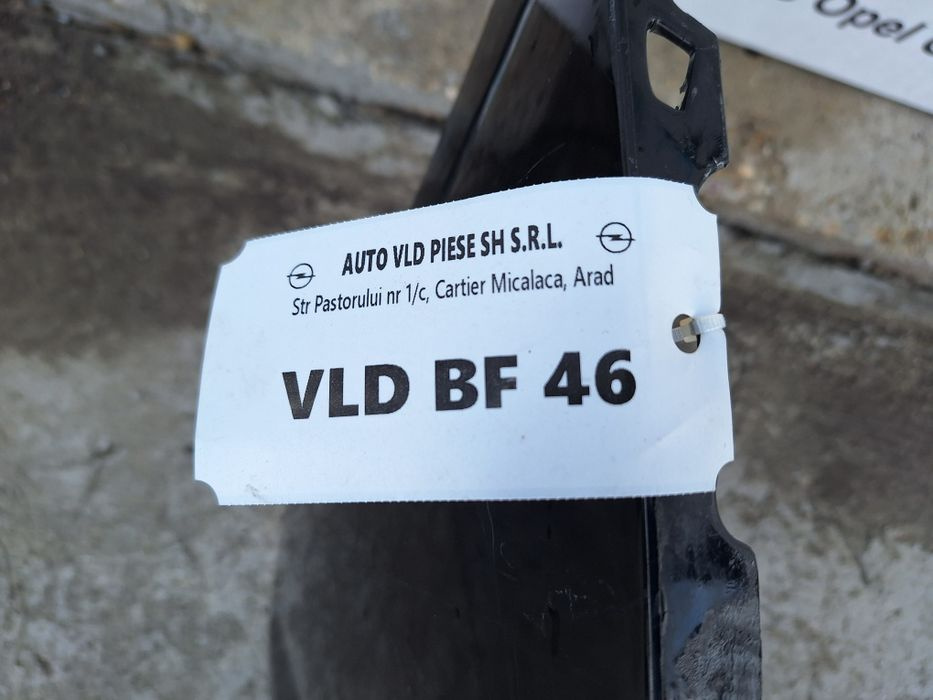 Opel
AUTO VLD PIESE SH S.R.L.
Str Pastorului nr 1/c, Cartier Micalaca, Arad
VLD BF 46